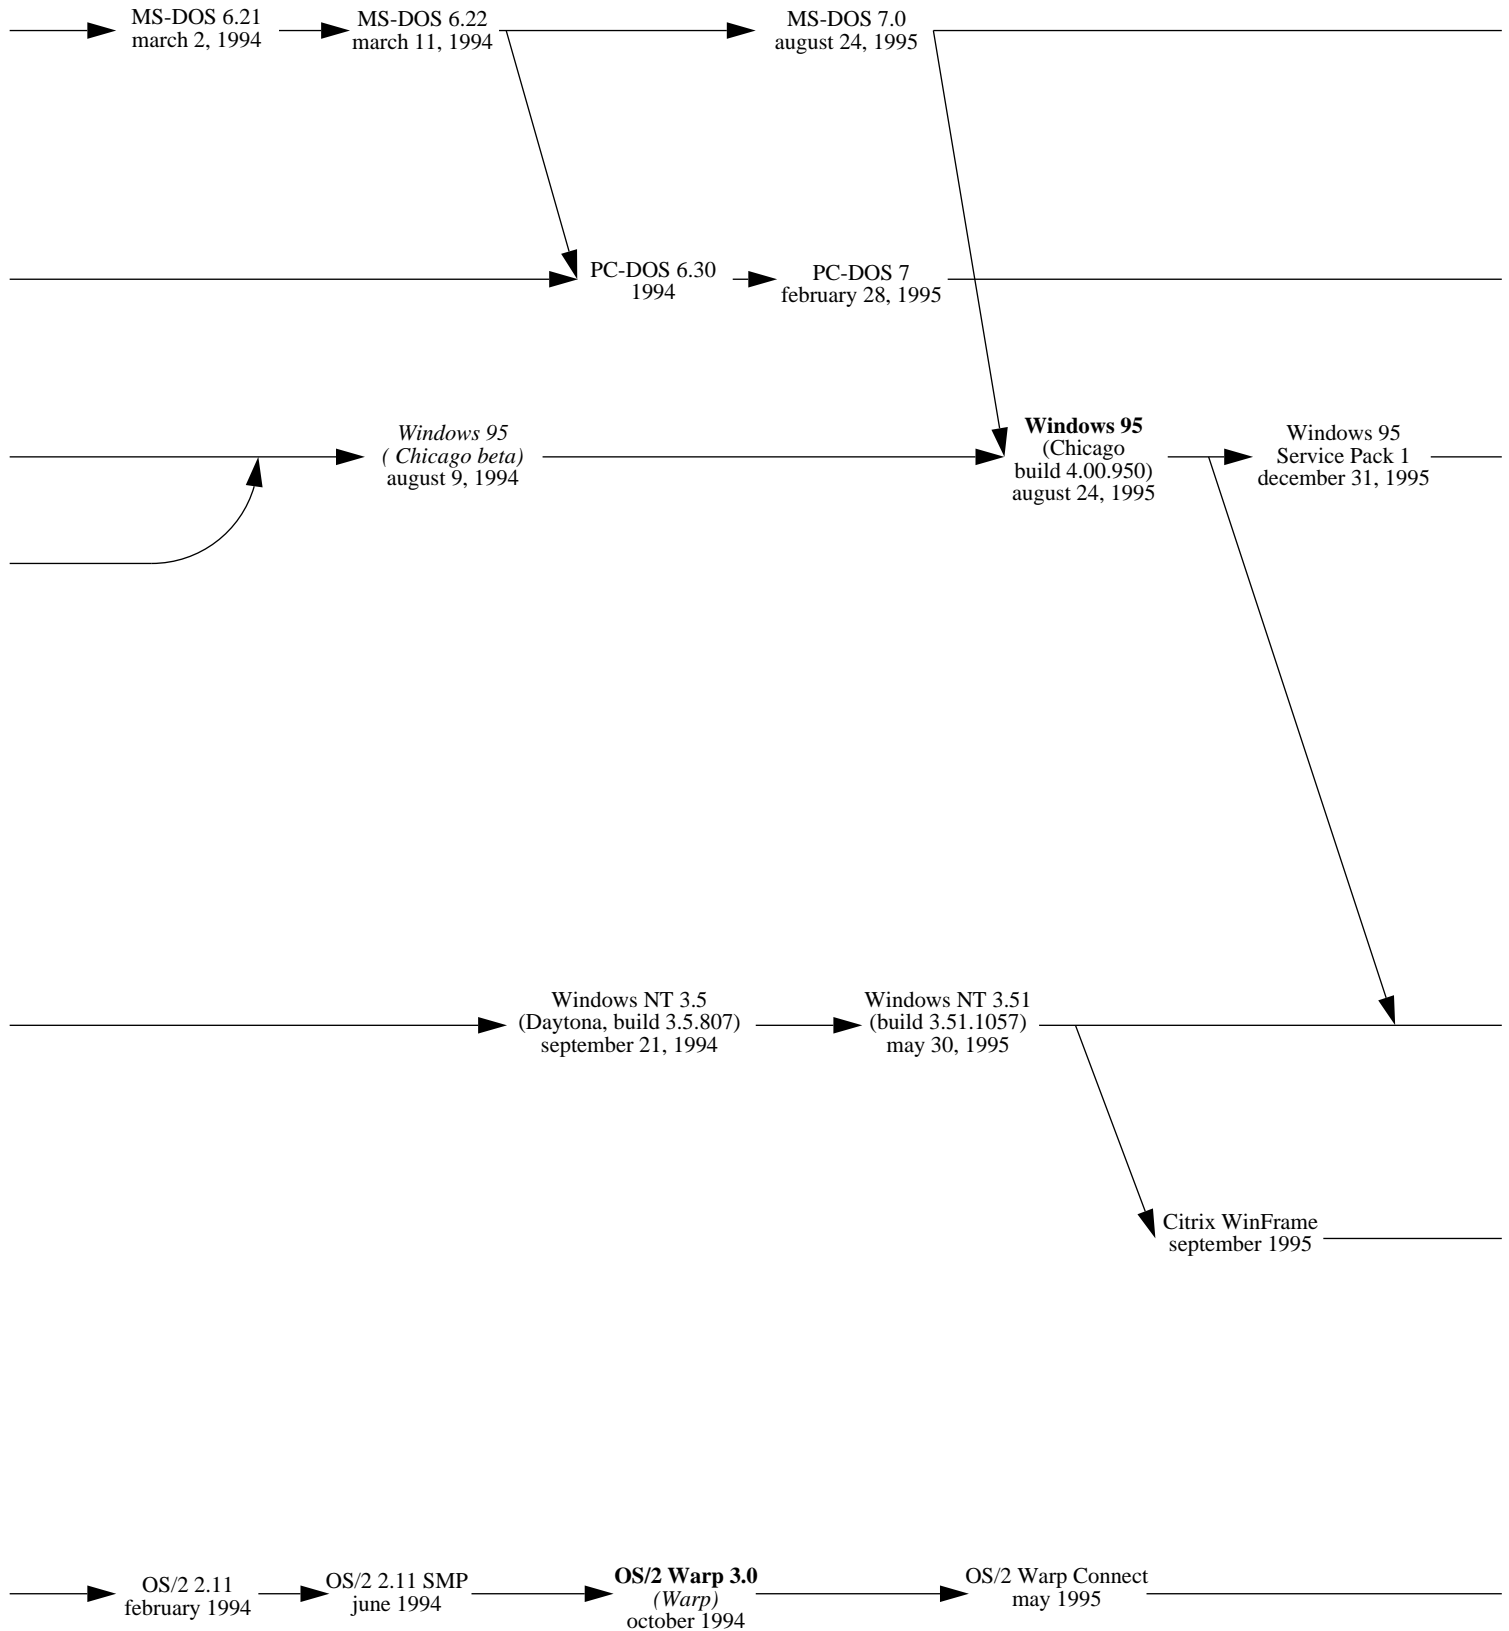 MS-DOS 6.21
march 2, 1994
MS-DOS 6.22
march 11, 1994
MS-DOS 7.0
august 24, 1995
PC-DOS 6.30
1994
PC-DOS 7
february 28, 1995
Windows 95
( Chicago beta)
august 9, 1994
Windows 95
(Chicago
build 4.00.950)
august 24, 1995
Windows 95
Service Pack 1
december 31, 1995
Windows NT 3.5
(Daytona, build 3.5.807)
september 21, 1994
Windows NT 3.51
(build 3.51.1057)
may 30, 1995
Citrix WinFrame
september 1995
OS/2 2.11
february 1994
OS/2 2.11 SMP
june 1994
OS/2 Warp 3.0
(Warp)
october 1994
OS/2 Warp Connect
may 1995